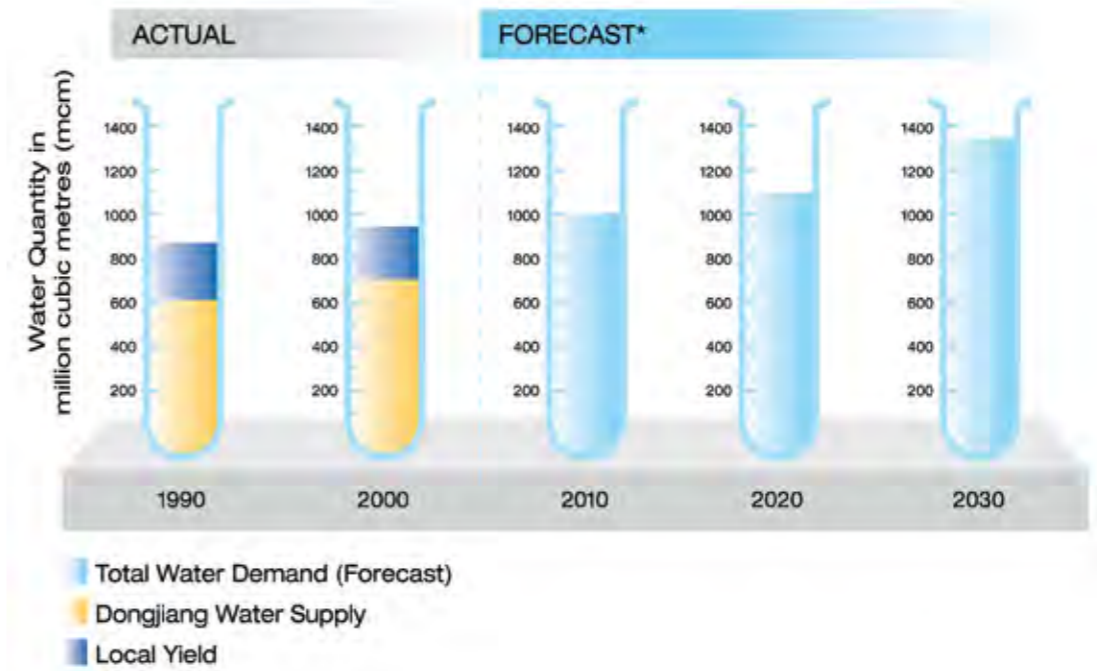 ACTUAL
FORECAST*
Water Quantity in
million cubic metres (mcm)
1400 1400 1400 1400 1400
1200 1200 1200 1200 1200
1000 1000 1000 1000 1000
800 800 800 800 800
600 600 600 600 600
400 400 400 400 400
200 200 200 200 200
1990 2000 2010 2020 2030
Total Water Demand (Forecast)
Dongjiang Water Supply
Local Yield